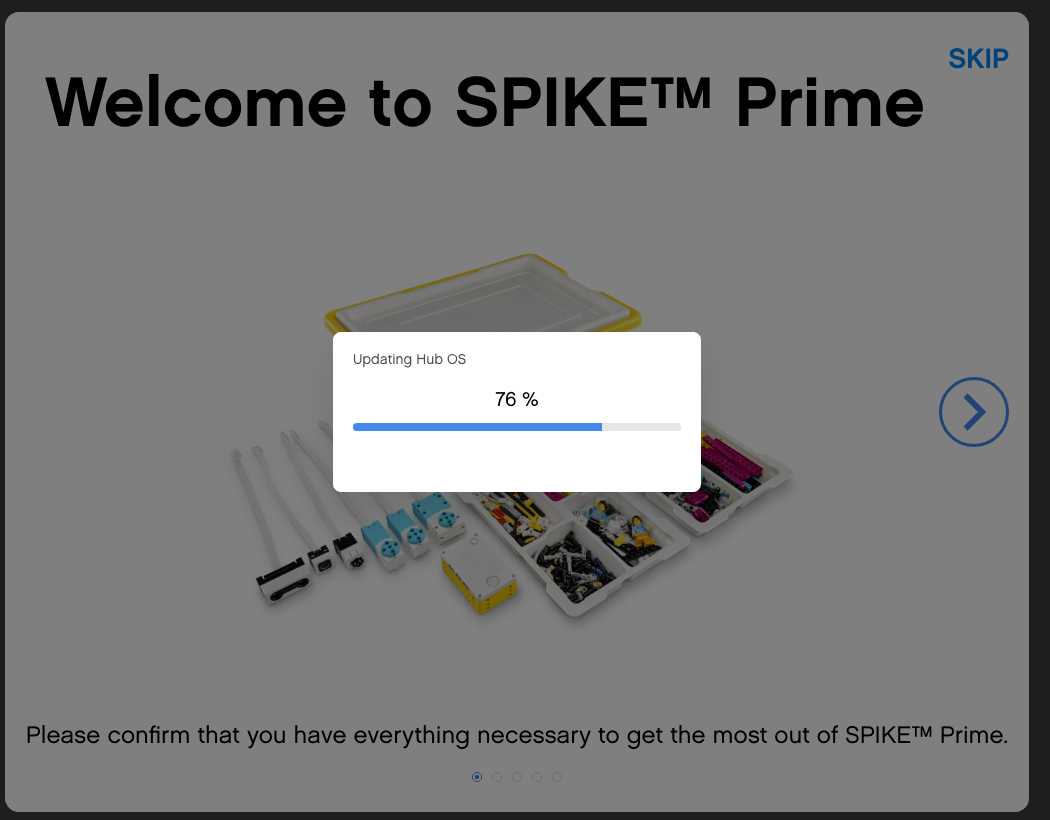 SKIP
Welcome to SPIKE™ Prime
Updating Hub OS
76 %
Please confirm that you have everything necessary to get the most out of SPIKE™ Prime.